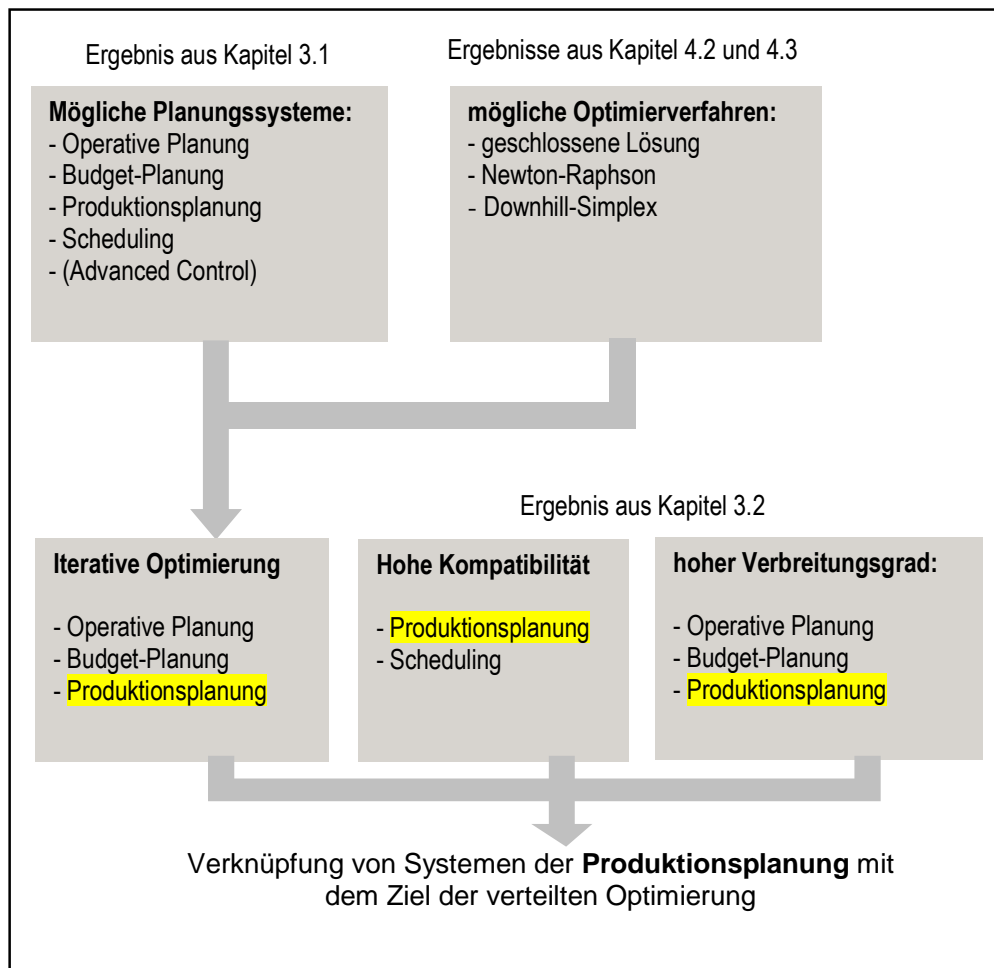 Ergebnis aus Kapitel 3.1
Mögliche Planungssysteme:
- Operative Planung
- Budget-Planung
- Produktionsplanung
- Scheduling
- (Advanced Control)
Ergebnisse aus Kapitel 4.2 und 4.3
mögliche Optimierverfahren:
- geschlossene Lösung
- Newton-Raphson
- Downhill-Simplex
Iterative Optimierung
- Operative Planung
- Budget-Planung
- Produktionsplanung
Ergebnis aus Kapitel 3.2
Hohe Kompatibilität
- Produktionsplanung
- Scheduling
hoher Verbreitungsgrad:
- Operative Planung
- Budget-Planung
- Produktionsplanung
Verknüpfung von Systemen der Produktionsplanung mit
dem Ziel der verteilten Optimierung